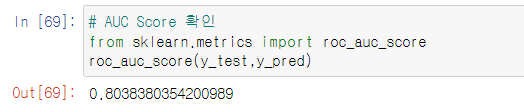 In [69]: # AUC Score 확인
from sklearn.metrics import roc_auc_score
roc_auc_score(y_test,y_pred)
Out[69]: 0.8038380354200989